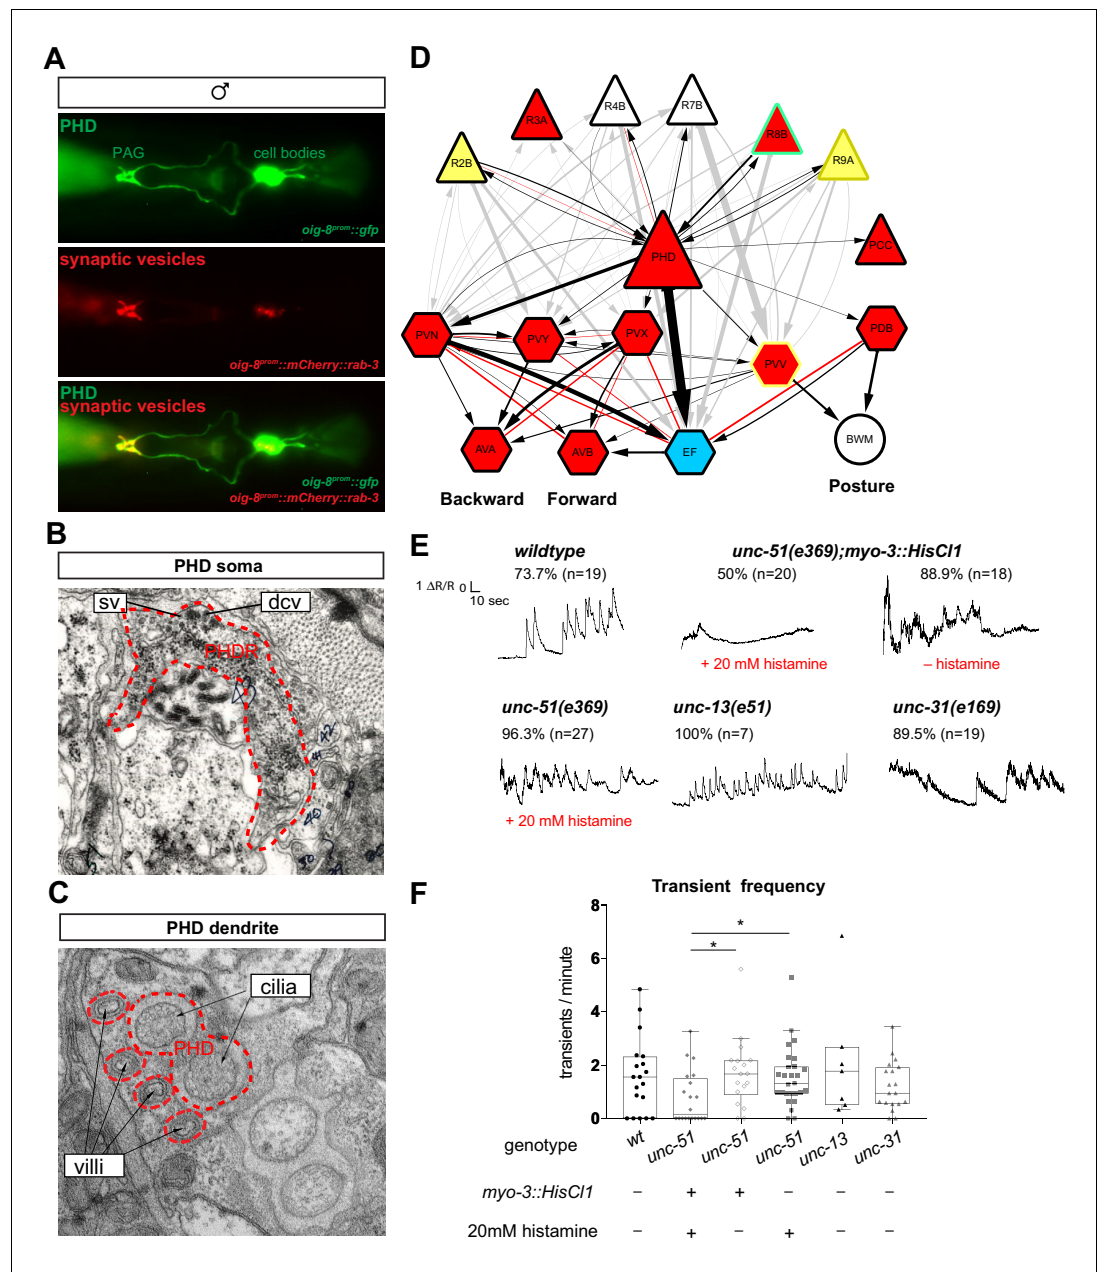 A
♂
PHD
PAG
cell bodies
oig-8prom::gfp
synaptic vesicles
oig-8prom::mCherry::rab-3
PHD
synaptic vesicles
oig-8prom::gfp
oig-8prom::mCherry::rab-3
B
PHD soma
sv
dcv
PHDR
C
PHD dendrite
cilia
PHD
villi
D
R4B
R7B
R3A
R8B
R2B
R9A
PHD
PCC
PVN
PVY
PVX
PDB
PVV
AVA
AVB
EF
BWM
Backward
Forward
Posture
E
wildtype
73.7% (n=19)
1 ΔR/R 0
10 sec
unc-51(e369);myo-3::HisCl1
50% (n=20)
88.9% (n=18)
+ 20 mM histamine
– histamine
unc-51(e369)
96.3% (n=27)
+ 20 mM histamine
unc-13(e51)
100% (n=7)
unc-31(e169)
89.5% (n=19)
F
Transient frequency
transients / minute
8
6
4
2
0
* *
genotype
wt unc-51 unc-51 unc-51 unc-13 unc-31
myo-3::HisCl1 – + + – – –
20mM histamine – + – + – –